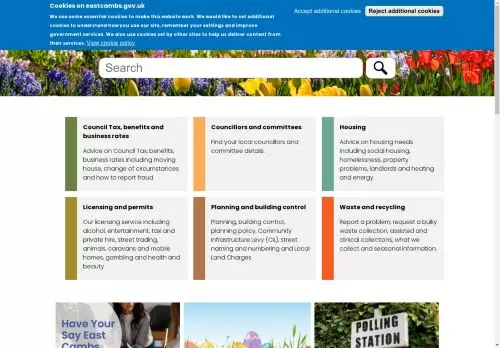 Cookies on eastcambs.gov.uk
We use some essential cookies to make this website work. We would like to set additional
cookies to understand how you use our site, remember your settings and improve
government services. We also use cookies set by other sites to help us deliver content from
their services. View cookie policy
Accept additional cookies
Reject additional cookies
Search
Council Tax, benefits and
business rates
Advice on Council Tax, benefits,
business rates including moving
house, change of circumstances
and how to report fraud.
Councillors and committees
Find your local councillors and
committee details.
Housing
Advice on housing needs
including social housing,
homelessness, property
problems, landlords and heating
and energy.
Licensing and permits
Our licensing service including
alcohol, entertainment, taxi and
private hire, street trading,
animals, caravans and mobile
homes, gambling and health and
beauty.
Planning and building control
Planning, building control,
planning policy, Community
Infrastructure Levy (CIL), street
naming and numbering and Local
Land Charges.
Waste and recycling
Report a problem, request a bulky
waste collection, assisted and
clinical collections, what we
collect and seasonal information.
Have Your
Say East
Cambs
POLLING
STATION